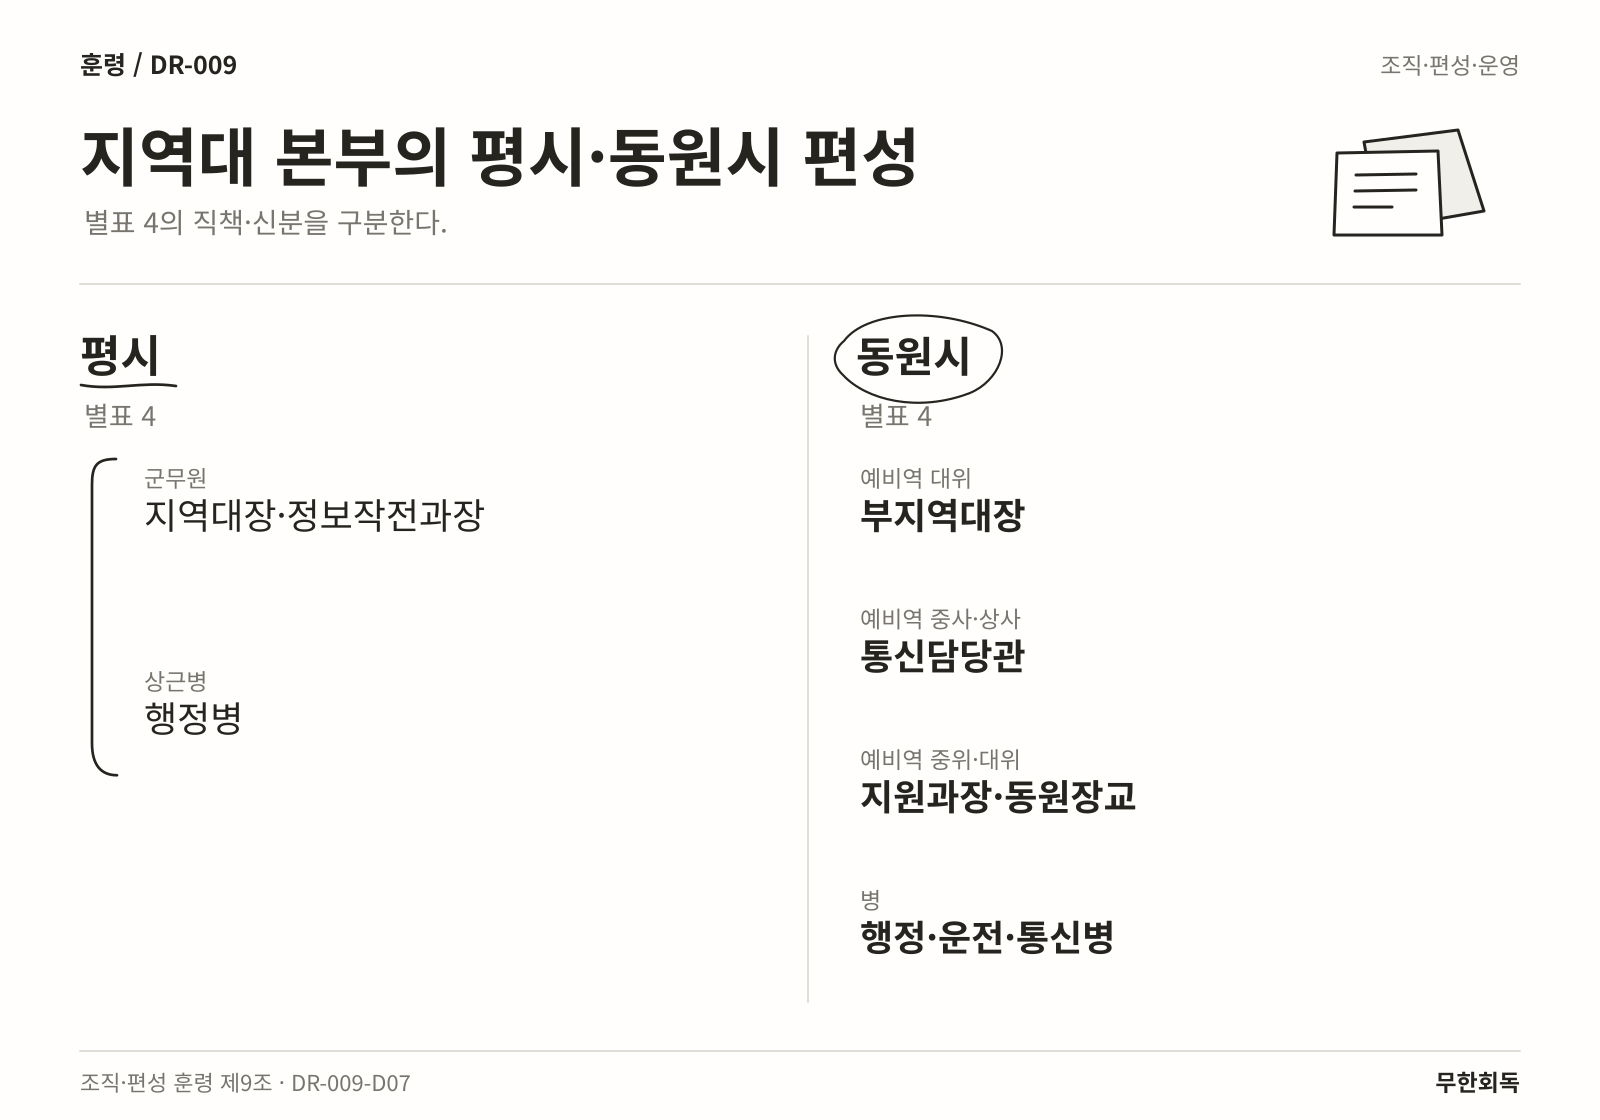 훈령 / DR-009
조직·편성·운영
지역대 본부의 평시·동원시 편성
별표 4의 직책·신분을 구분한다.
평시
별표 4
군무원
지역대장·정보작전과장
상근병
행정병
동원시
별표 4
예비역 대위
부지역대장
예비역 중사·상사
통신담당관
예비역 중위·대위
지원과장·동원장교
병
행정·운전·통신병
조직·편성 훈령 제9조 · DR-009-D07
무한회독